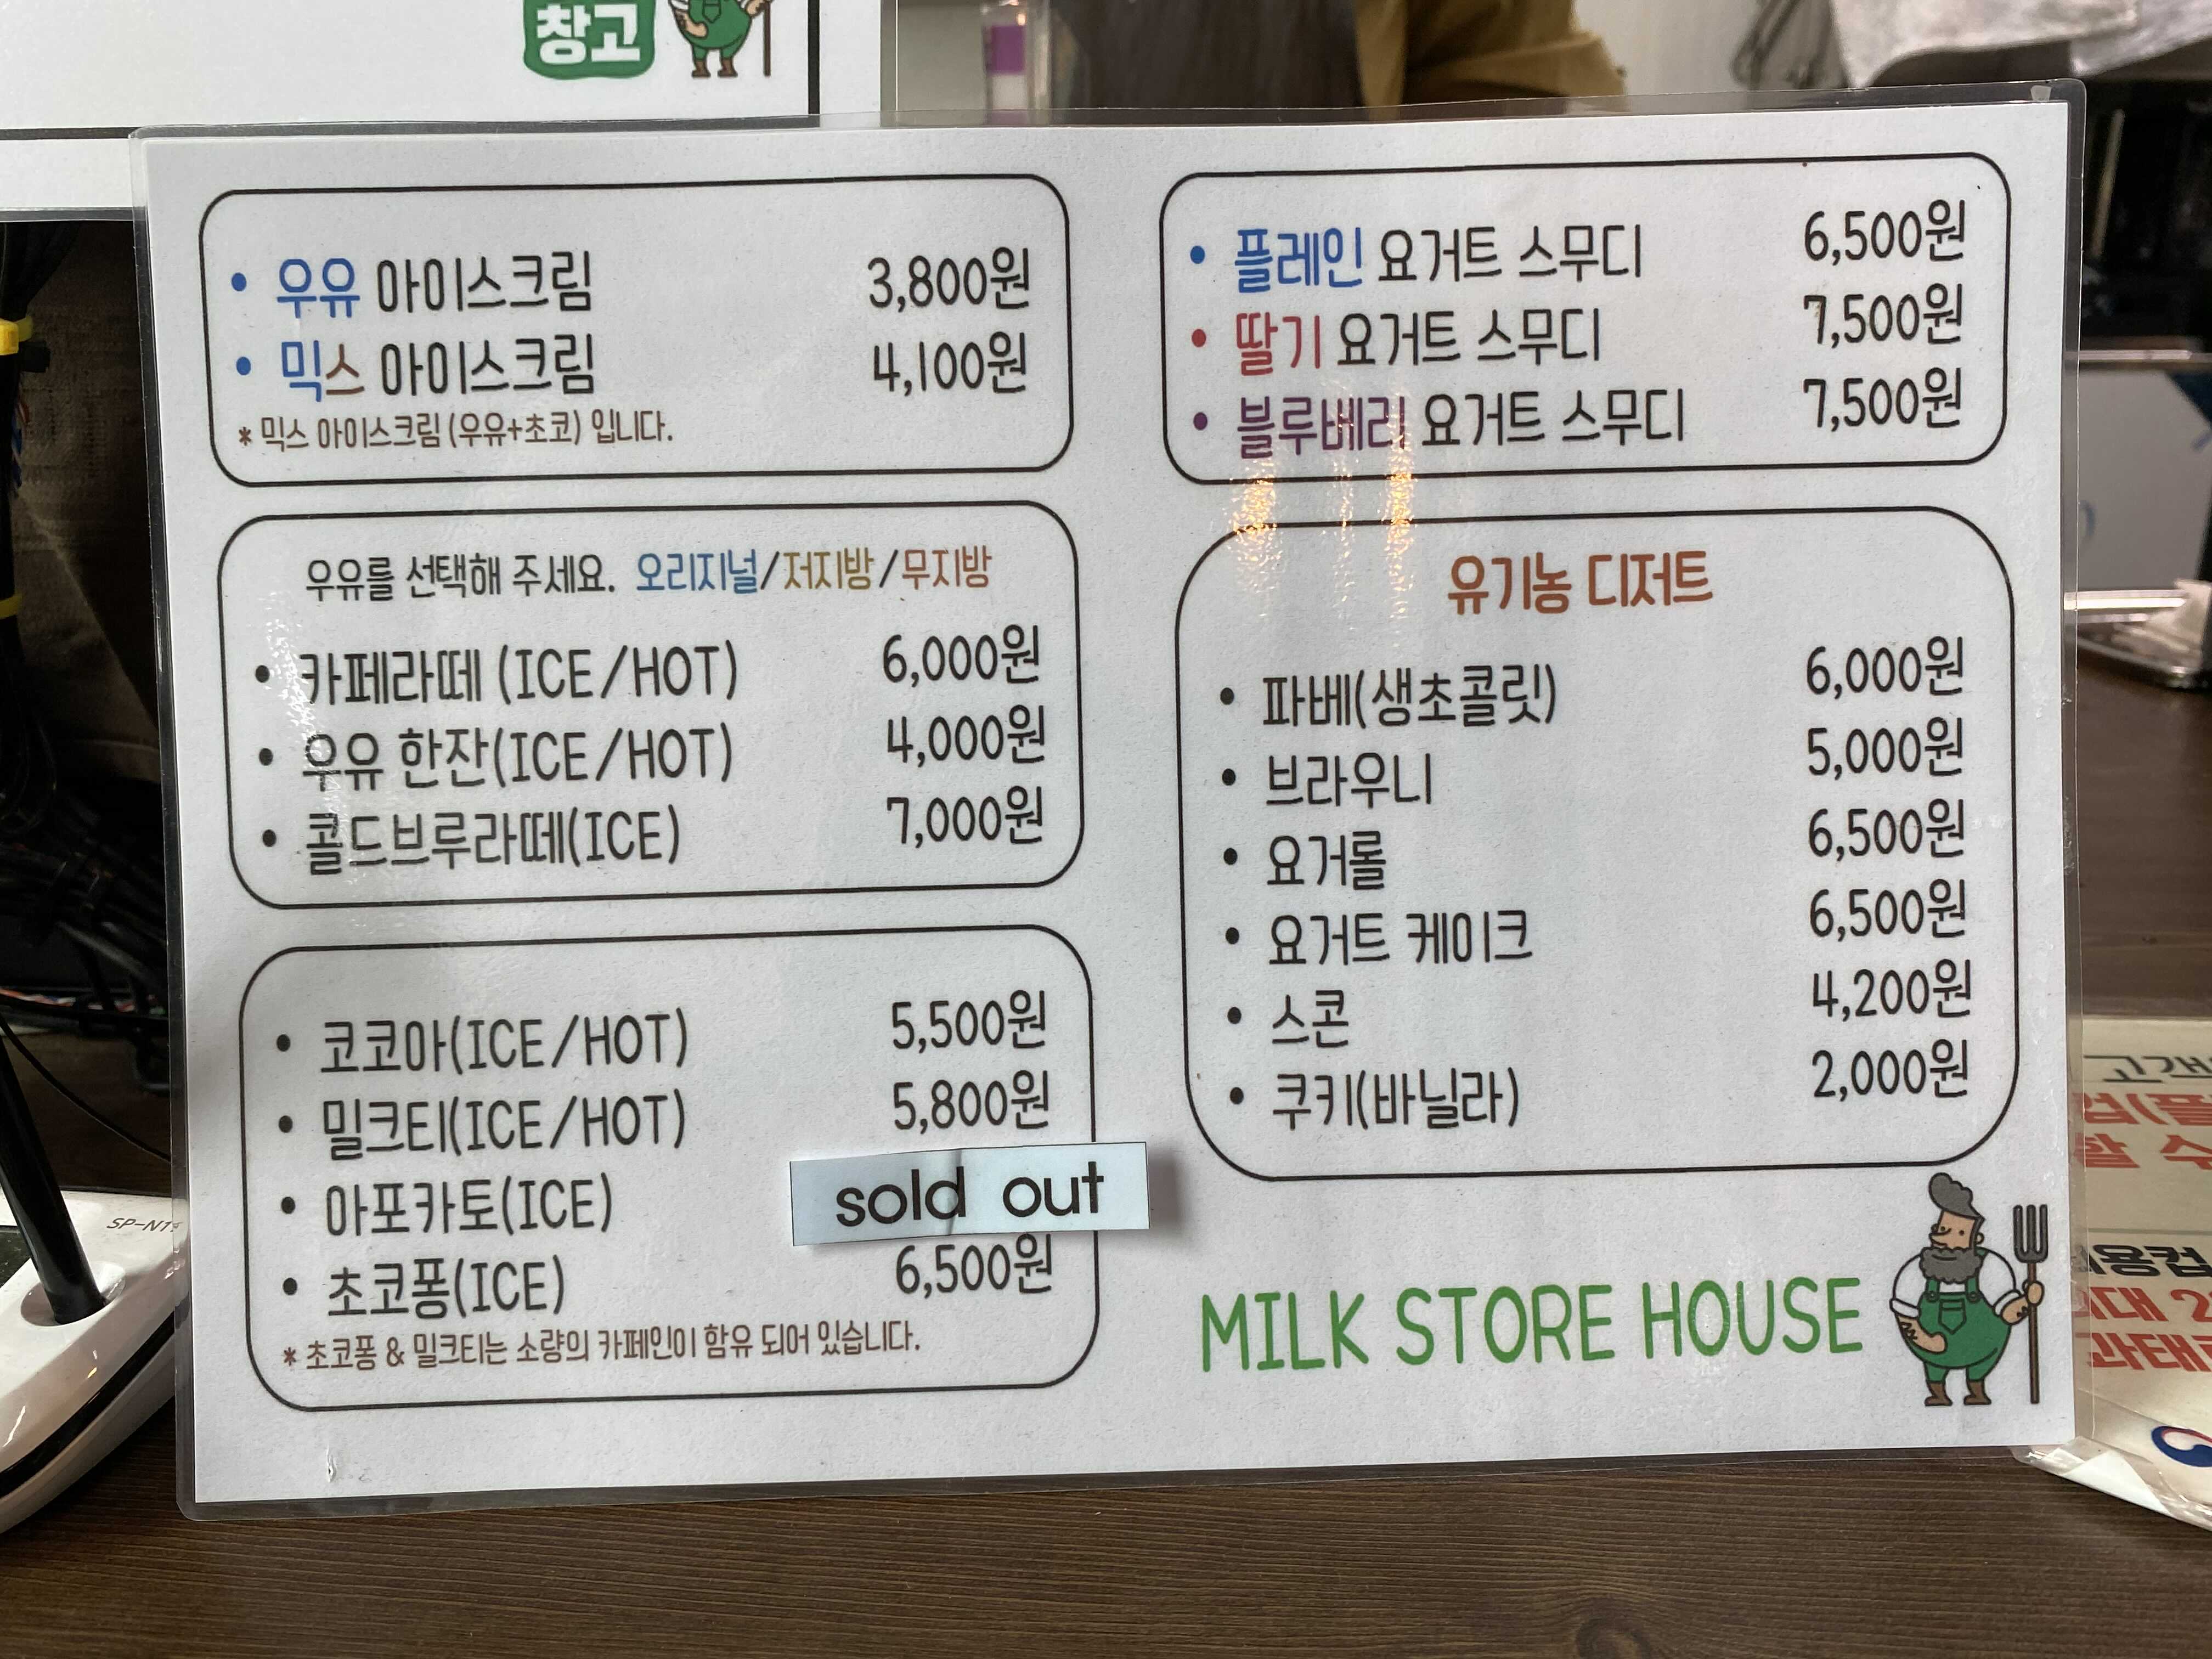 창고
• 우유 아이스크림 3,800원
• 믹스 아이스크림 4,100원
* 믹스 아이스크림 (우유+초코) 입니다.
우유를 선택해 주세요. 오리지널/저지방/무지방
• 카페라떼 (ICE/HOT) 6,000원
• 우유 한잔(ICE/HOT) 4,000원
• 콜드브루라떼(ICE) 7,000원
• 코코아(ICE/HOT) 5,500원
• 밀크티(ICE/HOT) 5,800원
• 아포카토(ICE) sold out
• 초코퐁(ICE) 6,500원
* 초코퐁 & 밀크티는 소량의 카페인이 함유 되어 있습니다.
• 플레인 요거트 스무디 6,500원
• 딸기 요거트 스무디 7,500원
• 블루베리 요거트 스무디 7,500원
유기농 디저트
• 파베(생초콜릿) 6,000원
• 브라우니 5,000원
• 요거롤 6,500원
• 요거트 케이크 6,500원
• 스콘 4,200원
• 쿠키(바닐라) 2,000원
MILK STORE HOUSE
할 수